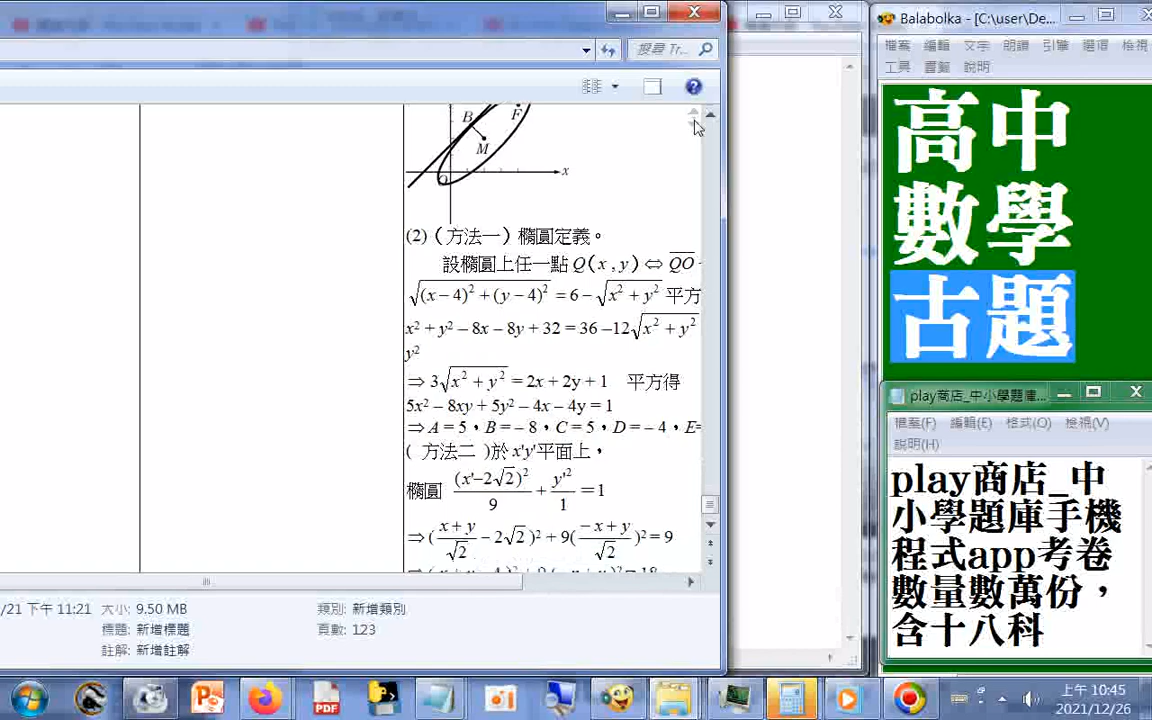 搜尋 Tr...
B
F
M
O
x
(2)（方法一）橢圓定義。
設橢圓上任一點 Q(x , y) ⇔ QO
√((x – 4)² + (y – 4)²) = 6 – √(x² + y²) 平方
x² + y² – 8x – 8y + 32 = 36 –12√(x² + y²)
y²
⇒ 3√(x² + y²) = 2x + 2y + 1 平方得
5x² – 8xy + 5y² – 4x – 4y = 1
⇒ A = 5，B = – 8，C = 5，D = – 4，E=
( 方法二 )於 x'y'平面上，
橢圓 (x'–2√2)²/9 + y'²/1 = 1
⇒ ((x + y)/√2 – 2√2 )² + 9((–x + y)/√2)² = 9
/21 下午 11:21 大小: 9.50 MB 類別: 新增類別
標題: 新增標題 頁數: 123
註解: 新增註解
Balabolka - [C:\user\De...
檔案 編輯 文字 朗讀 引擎 選項 檢視
工具 書籤 說明
高中
數學
古題
play商店_中小學題庫...
檔案(F) 編輯(E) 格式(O) 檢視(V)
說明(H)
play商店_中
小學題庫手機
程式app考卷
數量數萬份，
含十八科
PDF
上午 10:45
2021/12/26